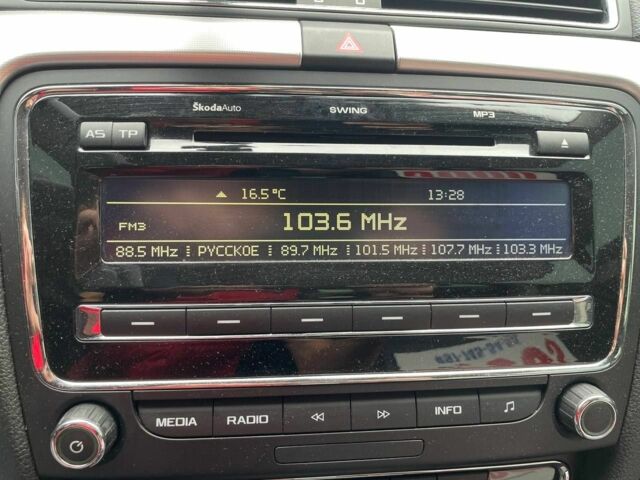 ŠkodaAuto SWING MP3
AS TP
16.5°C 13:28
FM3 103.6 MHz
88.5 MHz РУССКОЕ 89.7 MHz 101.5 MHz 107.7 MHz 103.3 MHz
MEDIA RADIO INFO